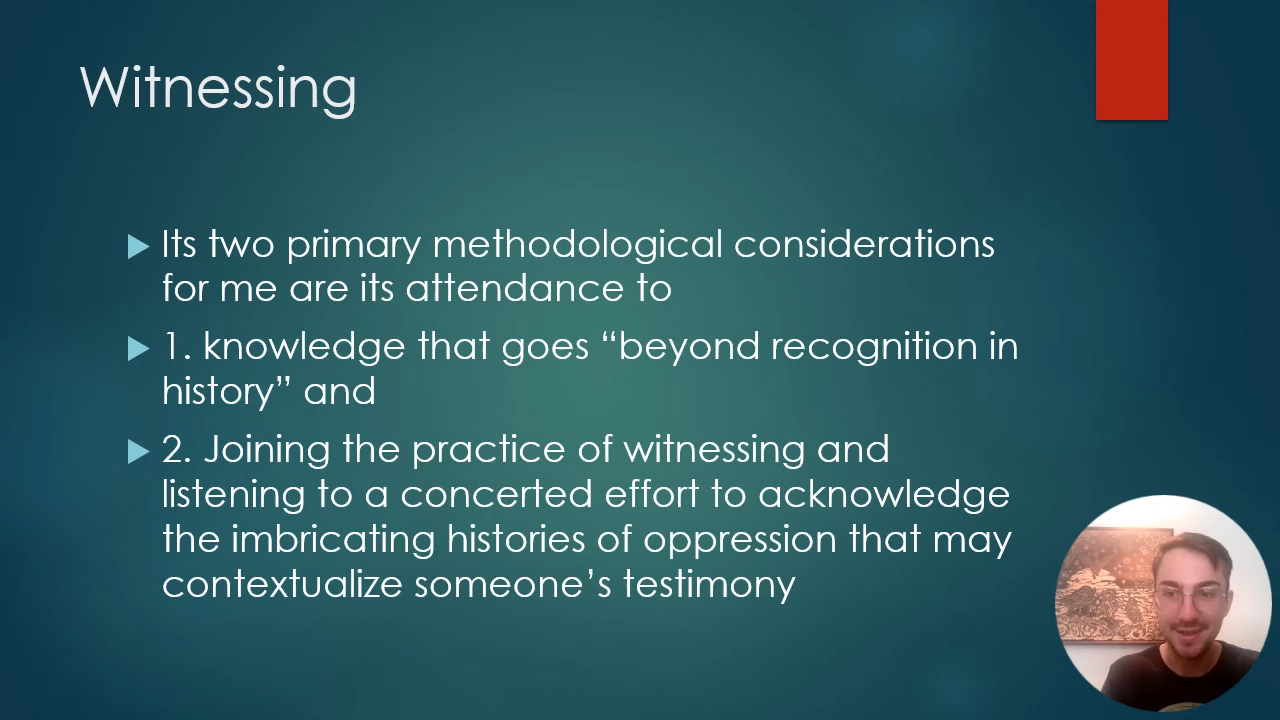 Witnessing
Its two primary methodological considerations
for me are its attendance to
1. knowledge that goes “beyond recognition in
history” and
2. Joining the practice of witnessing and
listening to a concerted effort to acknowledge
the imbricating histories of oppression that may
contextualize someone’s testimony